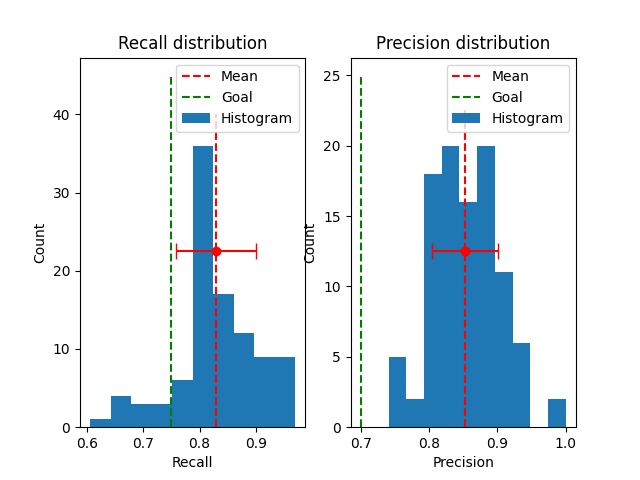 Recall distribution
Precision distribution
Mean
Goal
Histogram
Mean
Goal
Histogram
Count
0
10
20
30
40
0.6
0.7
0.8
0.9
Recall
Count
0
5
10
15
20
25
0.7
0.8
0.9
1.0
Precision